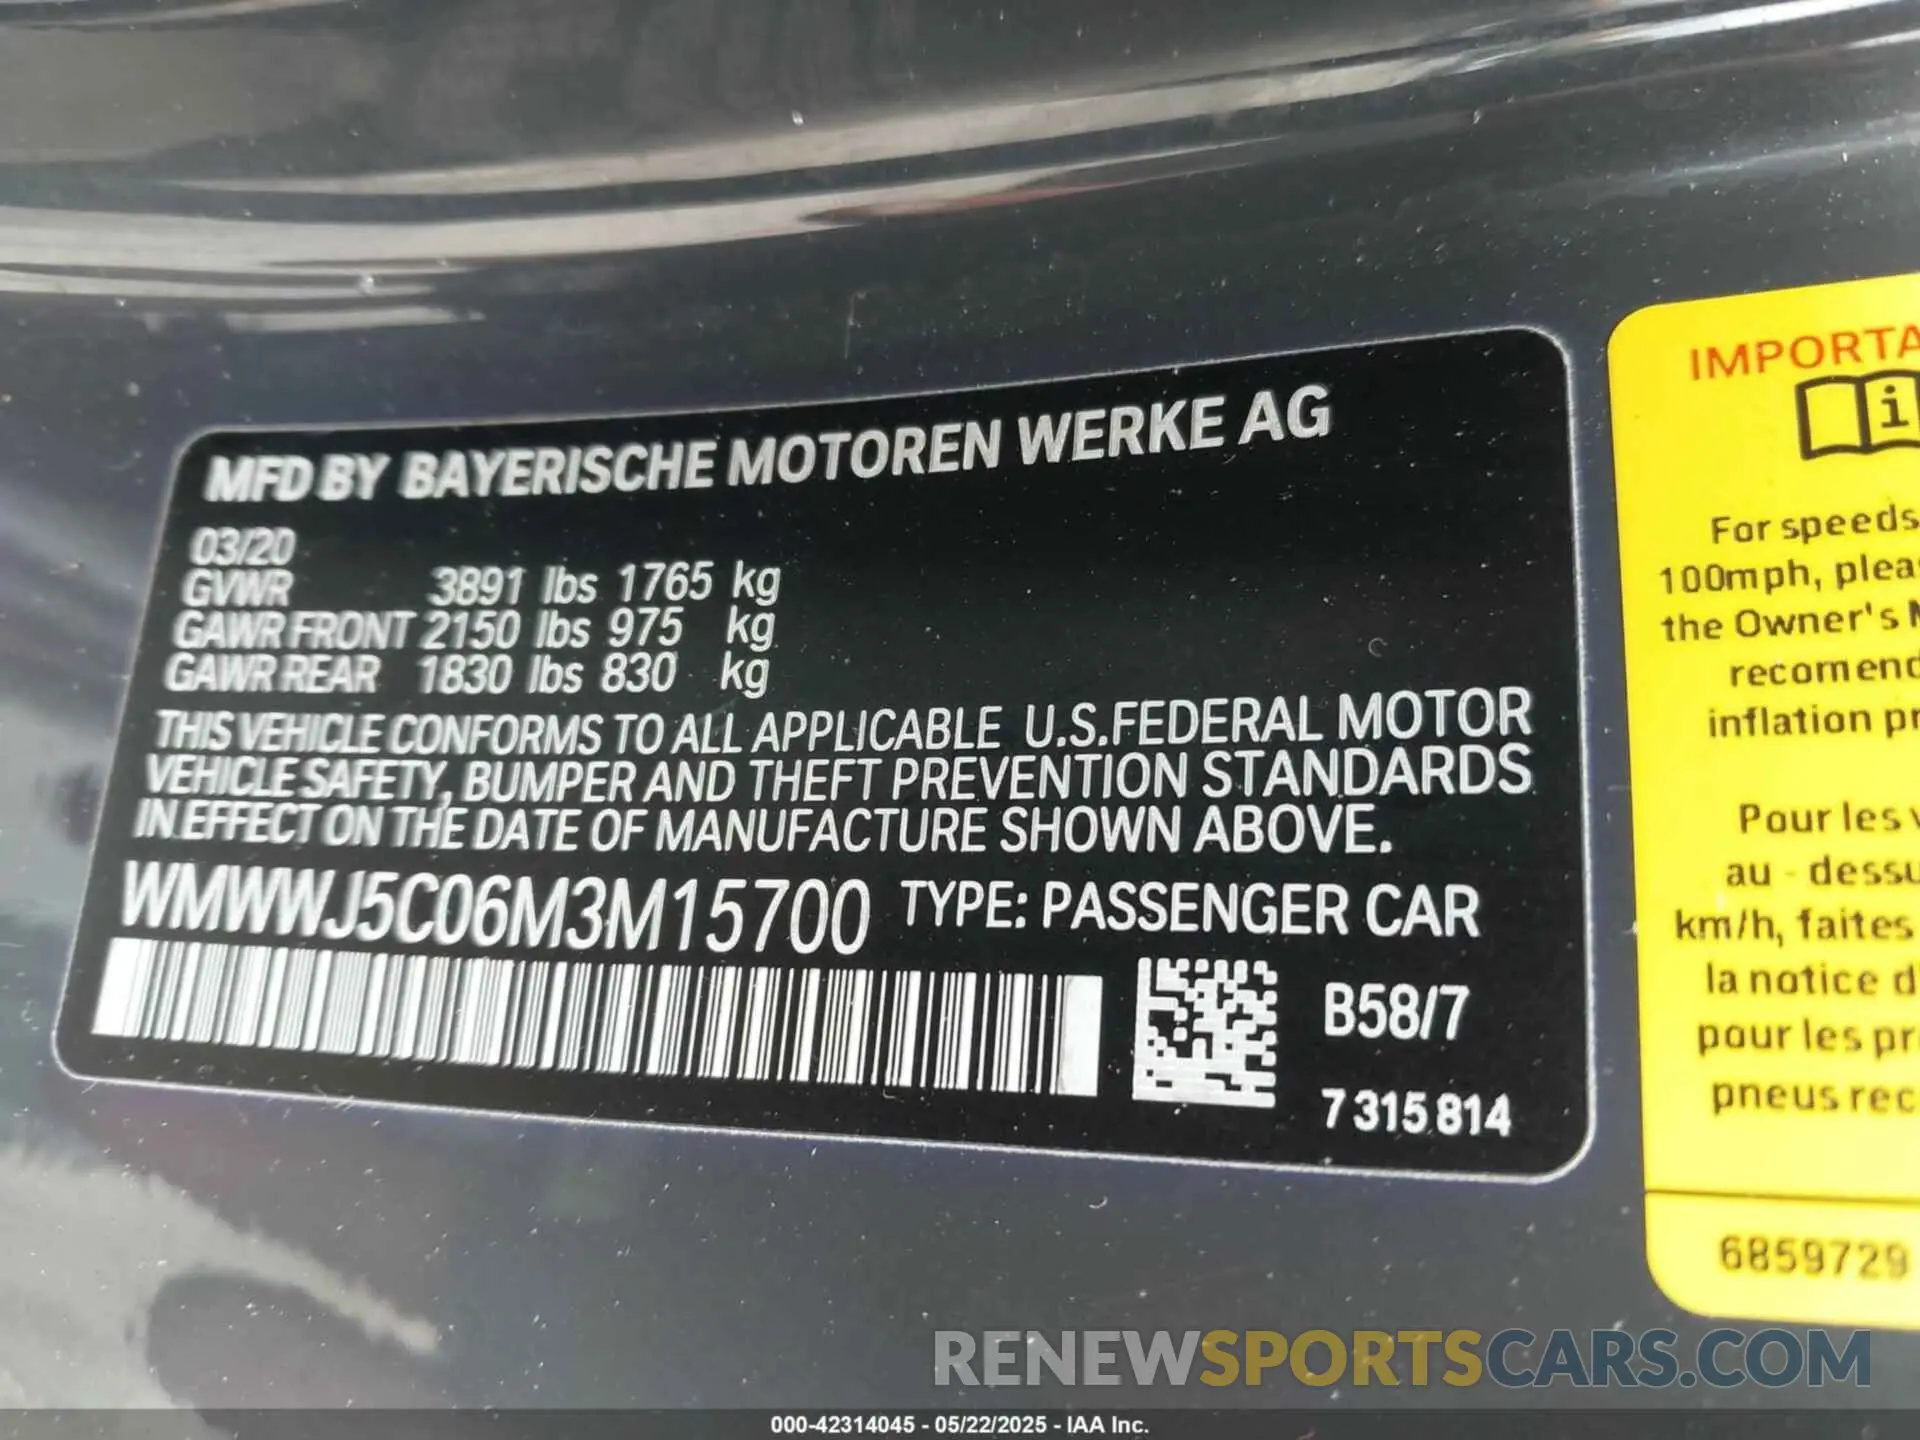 MFD BY BAYERISCHE MOTOREN WERKE AG
03/20
GVWR 3891 lbs 1765 kg
GAWR FRONT 2150 lbs 975 kg
GAWR REAR 1830 lbs 830 kg
THIS VEHICLE CONFORMS TO ALL APPLICABLE U.S.FEDERAL MOTOR
VEHICLE SAFETY, BUMPER AND THEFT PREVENTION STANDARDS
IN EFFECT ON THE DATE OF MANUFACTURE SHOWN ABOVE.
WMWWJ5C06M3M15700 TYPE: PASSENGER CAR
B58/7
7 315 814
IMPORTA
i
For speeds
100mph, plea
the Owner's M
recomend
inflation pr
Pour les v
au - dessu
km/h, faites
la notice d
pour les pr
pneus rec
6859729
RENEWSPORTSCARS.COM
000-42314045 - 05/22/2025 - IAA Inc.